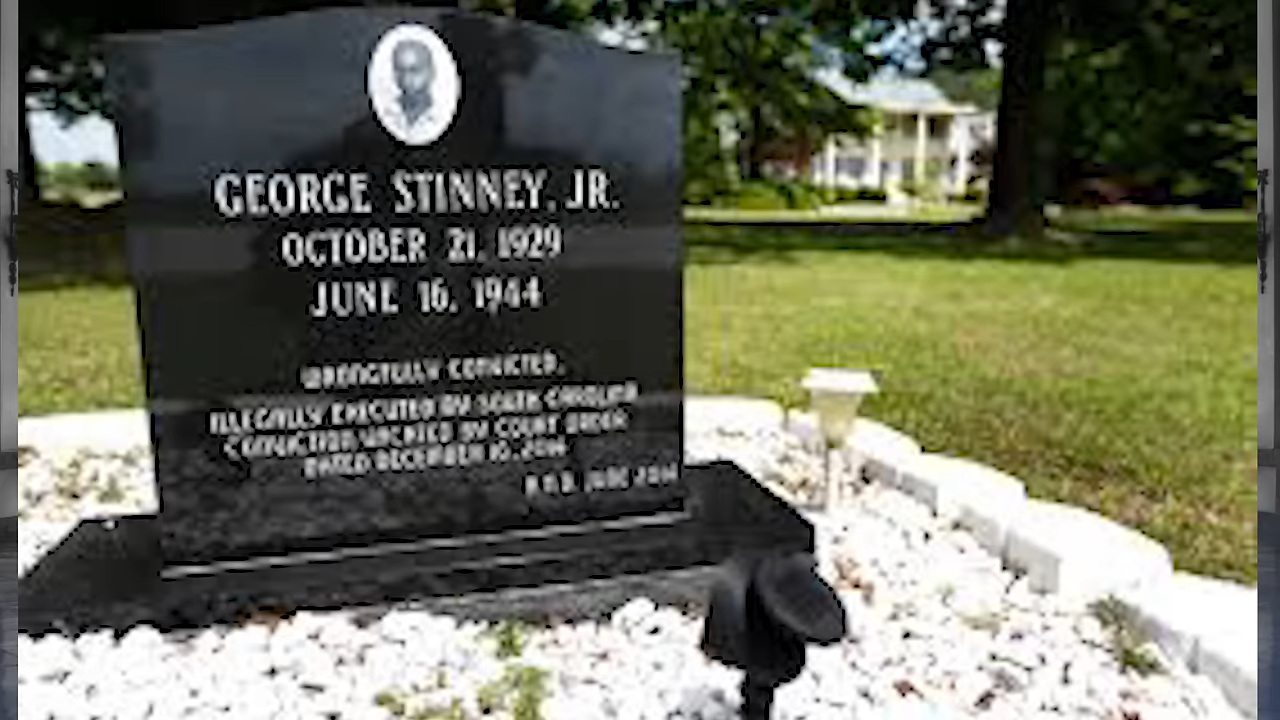 GEORGE STINNEY, JR.
OCTOBER 21, 1929
JUNE 16, 1944
WRONGFULLY CONVICTED,
ILLEGALLY EXECUTED BY SOUTH CAROLINA
CONVICTION VACATED BY COURT ORDER
DATED DECEMBER 16, 2014